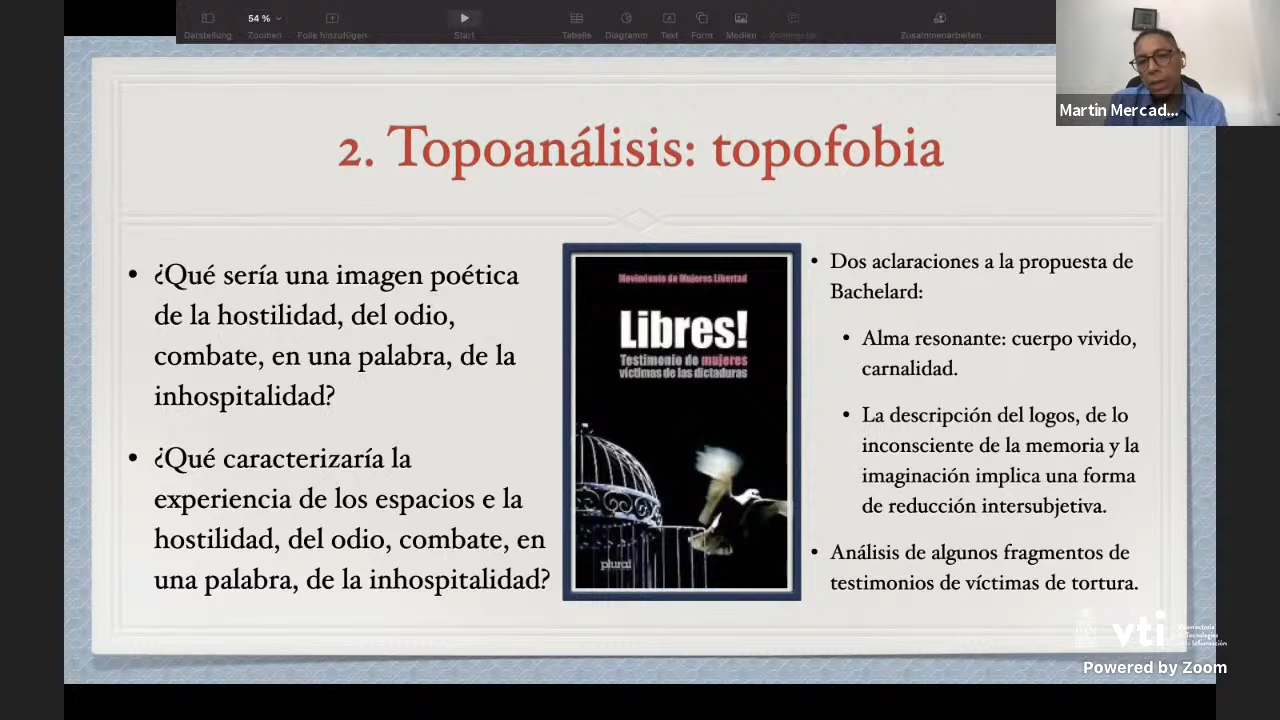 54 %
Darstellung
Zoomen
Folie hinzufügen
Start
Tabelle
Diagramm
Text
Form
Medien
Kommentar
Zusammenarbeiten
Martin Mercad...
2. Topoanálisis: topofobia
• ¿Qué sería una imagen poética
de la hostilidad, del odio,
combate, en una palabra, de la
inhospitalidad?
• ¿Qué caracterizaría la
experiencia de los espacios e la
hostilidad, del odio, combate, en
una palabra, de la inhospitalidad?
Movimiento de Mujeres Libertad
Libres!
Testimonio de mujeres
víctimas de las dictaduras
plural
• Dos aclaraciones a la propuesta de
Bachelard:
• Alma resonante: cuerpo vivido,
carnalidad.
• La descripción del logos, de lo
inconsciente de la memoria y la
imaginación implica una forma
de reducción intersubjetiva.
• Análisis de algunos fragmentos de
testimonios de víctimas de tortura.
vti
Powered by Zoom